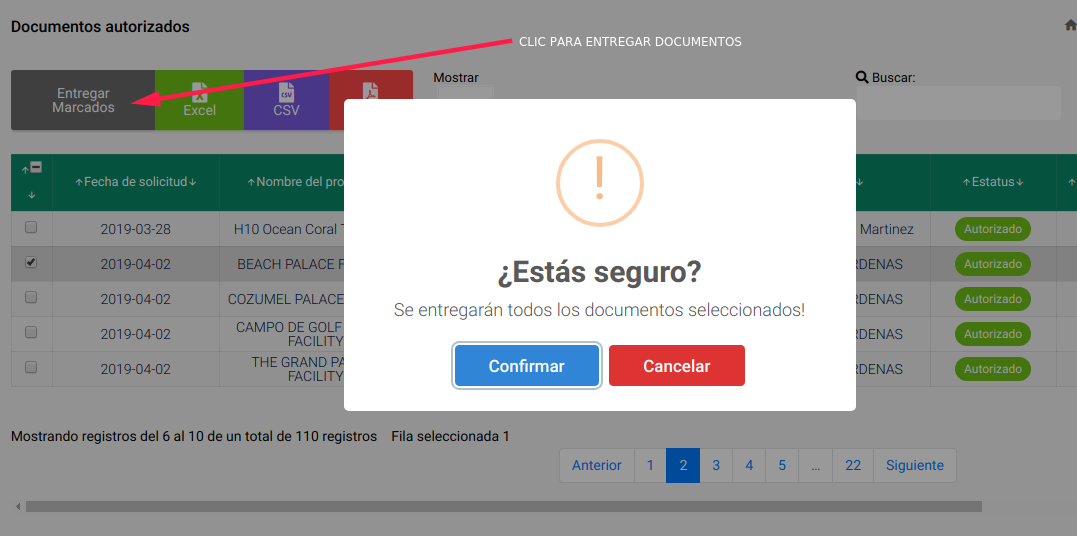 Documentos autorizados
CLIC PARA ENTREGAR DOCUMENTOS
Entregar
Marcados
Excel
CSV
CSV
Mostrar
Buscar:
↑Fecha de solicitud↓
↑Nombre del pro
↑Estatus↓
2019-03-28
H10 Ocean Coral T
Martinez
Autorizado
2019-04-02
BEACH PALACE F
RDENAS
Autorizado
2019-04-02
COZUMEL PALACE
RDENAS
Autorizado
2019-04-02
CAMPO DE GOLF
FACILITY
RDENAS
Autorizado
2019-04-02
THE GRAND PA
FACILITY
RDENAS
Autorizado
!
¿Estás seguro?
Se entregarán todos los documentos seleccionados!
Confirmar
Cancelar
Mostrando registros del 6 al 10 de un total de 110 registros Fila seleccionada 1
Anterior 1 2 3 4 5 ... 22 Siguiente